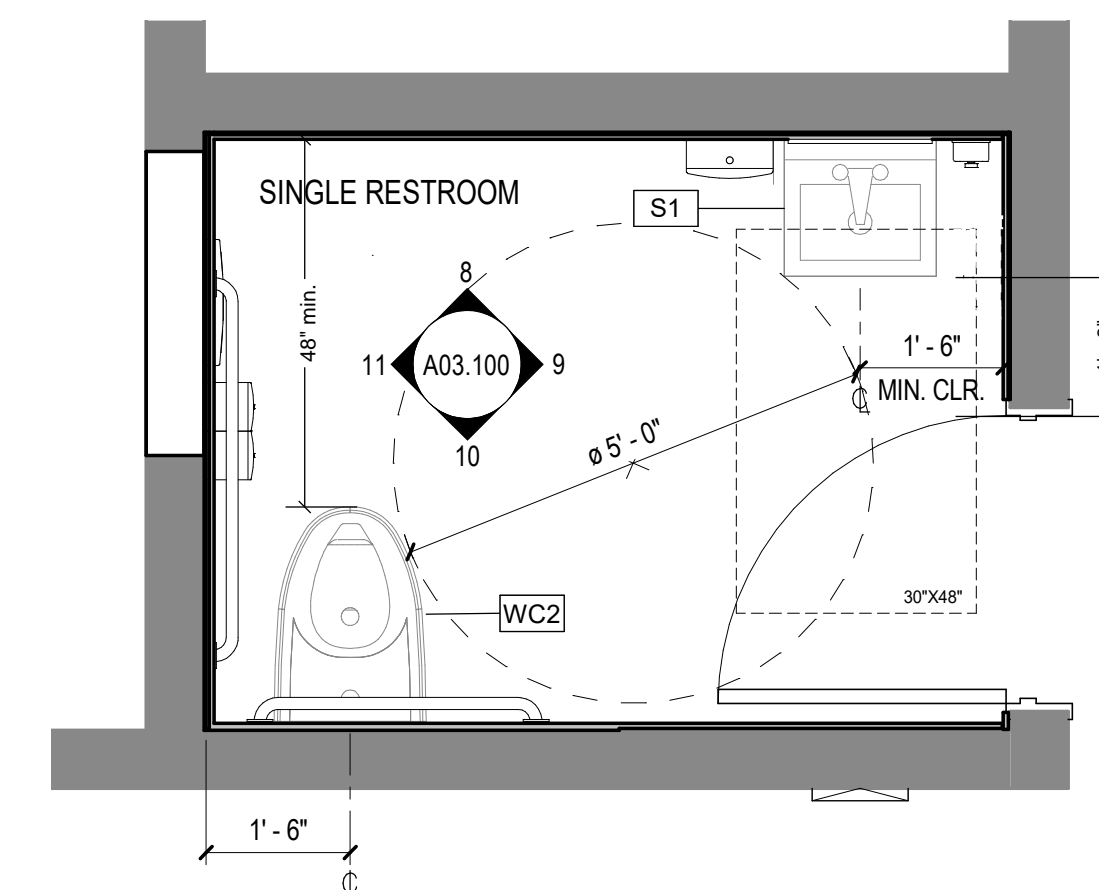 SINGLE RESTROOM
S1
48" min.
8
11
A03.100
9
10
1' - 6"
MIN. CLR.
℄
ø 5' - 0"
30"X48"
WC2
1' - 6"
℄